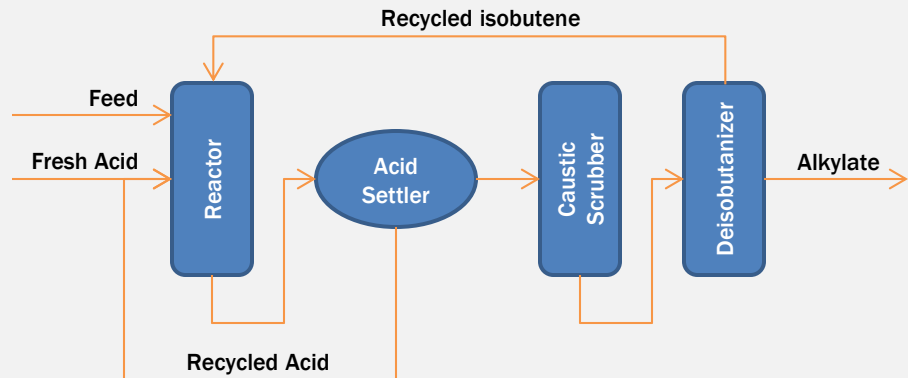 Recycled isobutene
Feed
Fresh Acid
Reactor
Acid
Settler
Caustic
Scrubber
Deisobutanizer
Alkylate
Recycled Acid